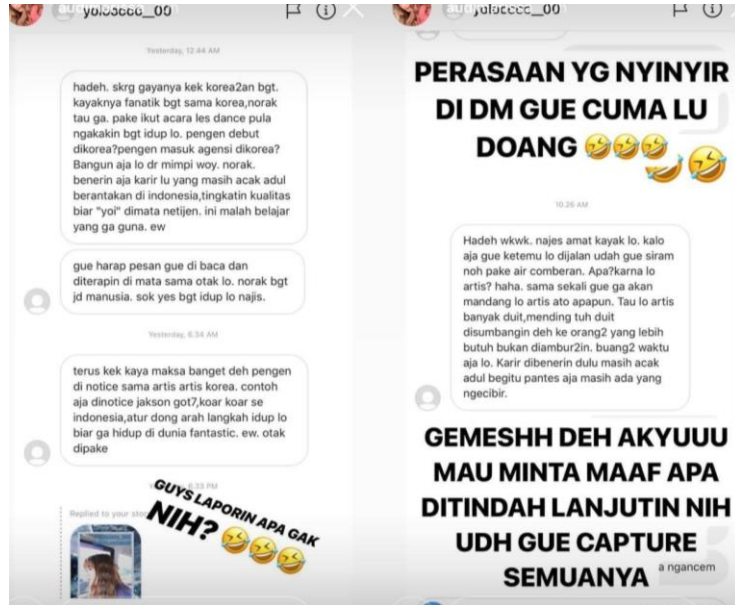 yolocccc_00
Yesterday, 12.44 AM
hadeh. skrg gayanya kek korea2an bgt.
kayaknya fanatik bgt sama korea,norak
tau ga. pake ikut acara les dance pula
ngakakin bgt idup lo. pengen debut
dikorea?pengen masuk agensi dikorea?
Bangun aja lo dr mimpi woy. norak.
benerin aja karir lu yang masih acak adul
berantakan di indonesia,tingkatin kualitas
biar "yoi" dimata netijen. ini malah belajar
yang ga guna. ew
gue harap pesan gue di baca dan
diterapin di mata sama otak lo. norak bgt
jd manusia. sok yes bgt idup lo najis.
Yesterday, 6.34 AM
terus kek kaya maksa banget deh pengen
di notice sama artis artis korea. contoh
aja dinotice jakson got7,koar koar se
indonesia,atur dong arah langkah idup lo
biar ga hidup di dunia fantastic. ew. otak
dipake
6.33 PM
Replied to your
GUYS LAPORIN APA GAK
NIH? 🤣🤣🤣
yolocccc_00
PERASAAN YG NYINYIR
DI DM GUE CUMA LU
DOANG 🤣🤣🤣
10.26 AM
Hadeh wkwk. najes amat kayak lo. kalo
aja gue ketemu lo dijalan udah gue siram
noh pake air comberan. Apa?karna lo
artis? haha. sama sekali gue ga akan
mandang lo artis ato apapun. Tau lo artis
banyak duit,mending tuh duit
disumbangin deh ke orang2 yang lebih
butuh bukan diambur2in. buang2 waktu
aja lo. Karir dibenerin dulu masih acak
adul begitu pantes aja masih ada yang
ngecibir.
GEMESHH DEH AKYUUU
MAU MINTA MAAF APA
DITINDAH LANJUTIN NIH
UDH GUE CAPTURE
SEMUANYA
a ngancem